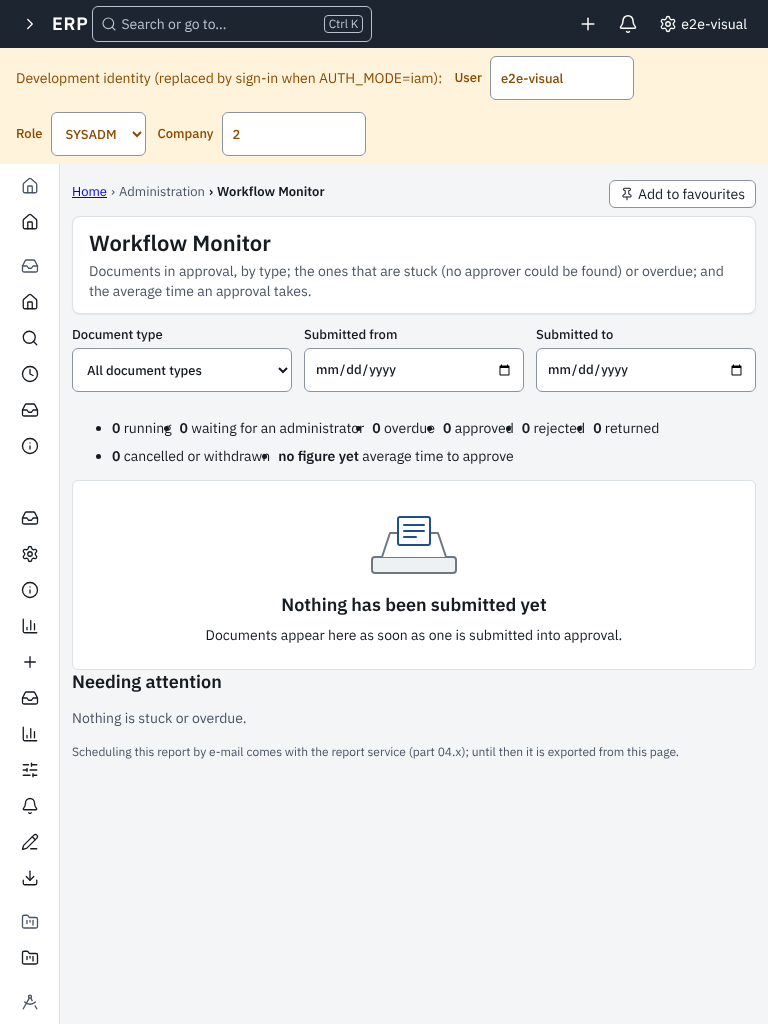 ERP Search or go to... Ctrl K e2e-visual
Development identity (replaced by sign-in when AUTH_MODE=iam): User e2e-visual
Role SYSADM Company 2
Home › Administration › Workflow Monitor Add to favourites
Workflow Monitor
Documents in approval, by type; the ones that are stuck (no approver could be found) or overdue; and
the average time an approval takes.
Document type Submitted from Submitted to
All document types mm/dd/yyyy mm/dd/yyyy
• 0 running • 0 waiting for an administrator • 0 overdue • 0 approved • 0 rejected • 0 returned
• 0 cancelled or withdrawn • no figure yet average time to approve
Nothing has been submitted yet
Documents appear here as soon as one is submitted into approval.
Needing attention
Nothing is stuck or overdue.
Scheduling this report by e-mail comes with the report service (part 04.x); until then it is exported from this page.